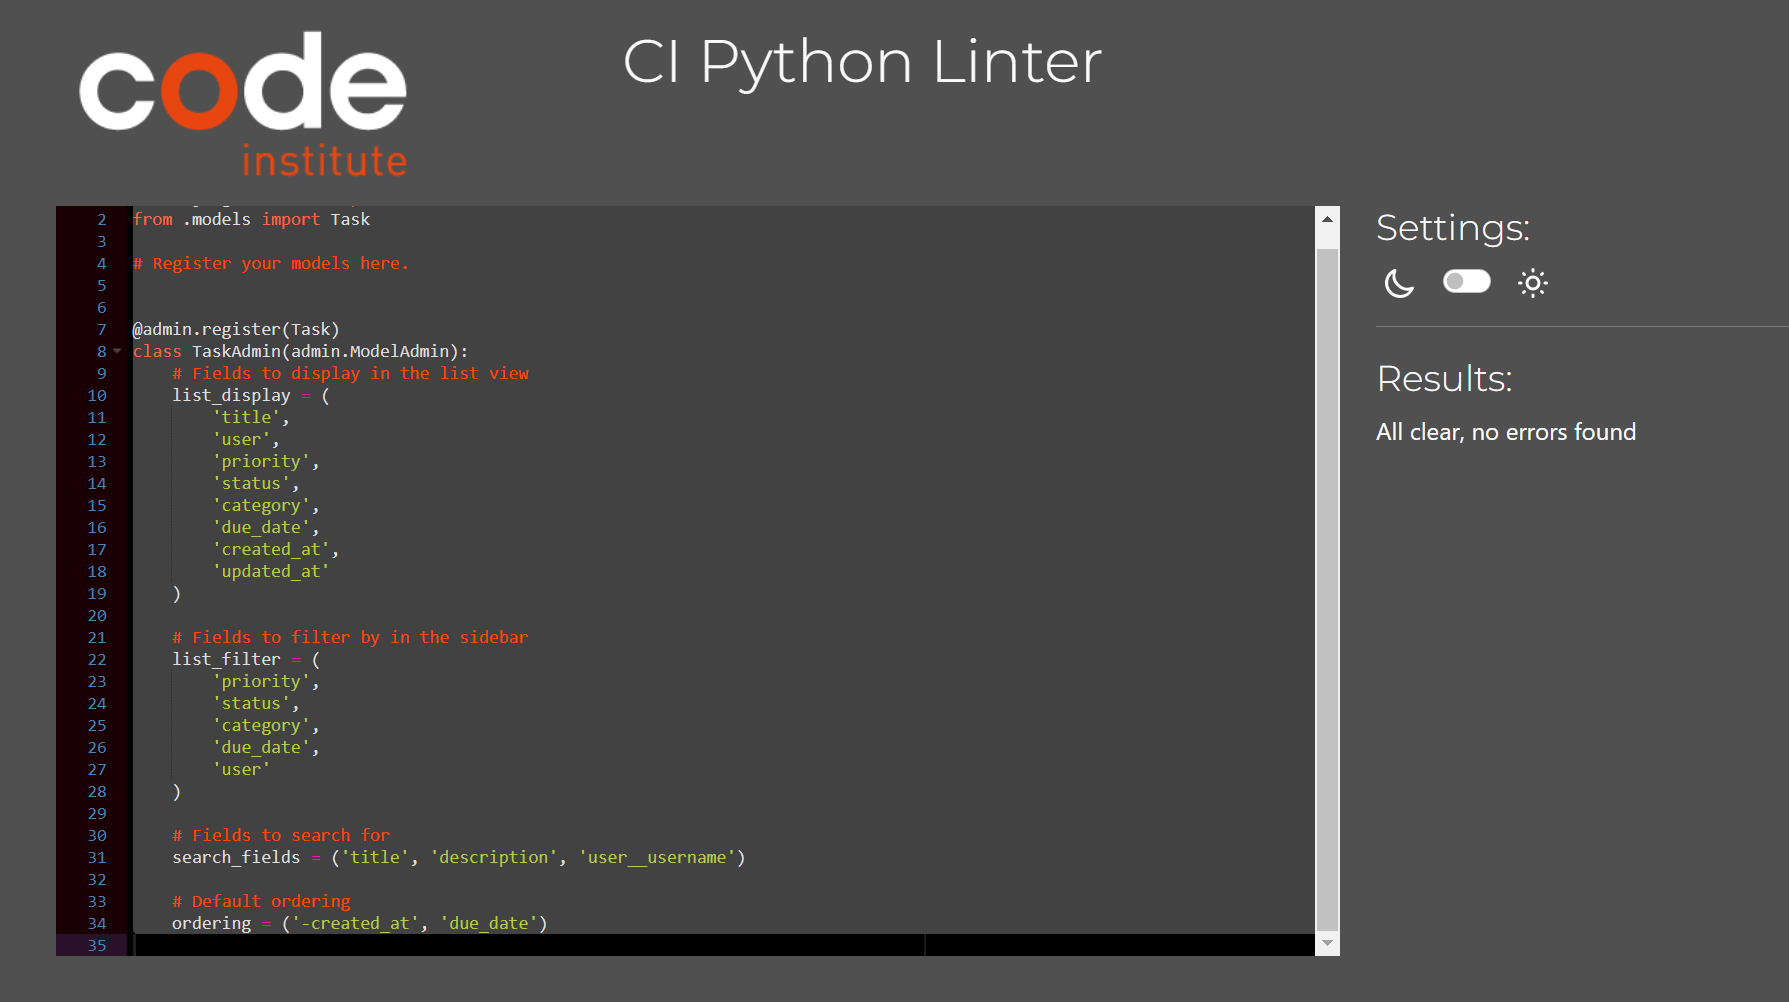 code
institute
CI Python Linter
2 from .models import Task
3
4 # Register your models here.
5
6
7 @admin.register(Task)
8 class TaskAdmin(admin.ModelAdmin):
9     # Fields to display in the list view
10     list_display = (
11         'title',
12         'user',
13         'priority',
14         'status',
15         'category',
16         'due_date',
17         'created_at',
18         'updated_at'
19     )
20
21     # Fields to filter by in the sidebar
22     list_filter = (
23         'priority',
24         'status',
25         'category',
26         'due_date',
27         'user'
28     )
29
30     # Fields to search for
31     search_fields = ('title', 'description', 'user__username')
32
33     # Default ordering
34     ordering = ('-created_at', 'due_date')
35
Settings:
Results:
All clear, no errors found